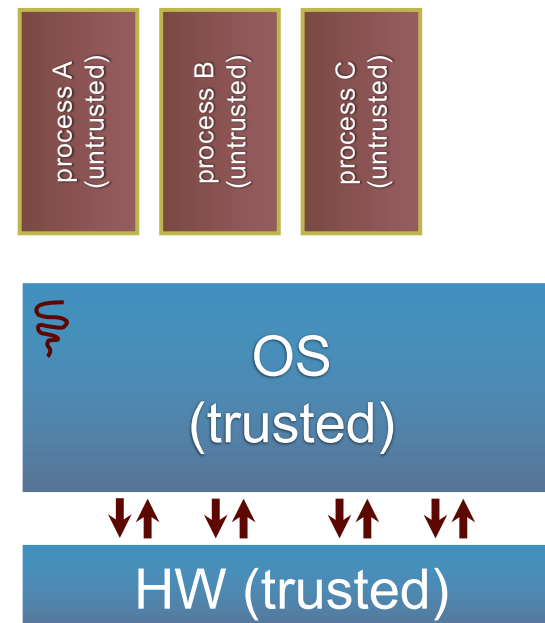 process A
(untrusted)
process B
(untrusted)
process C
(untrusted)
OS
(trusted)
HW (trusted)